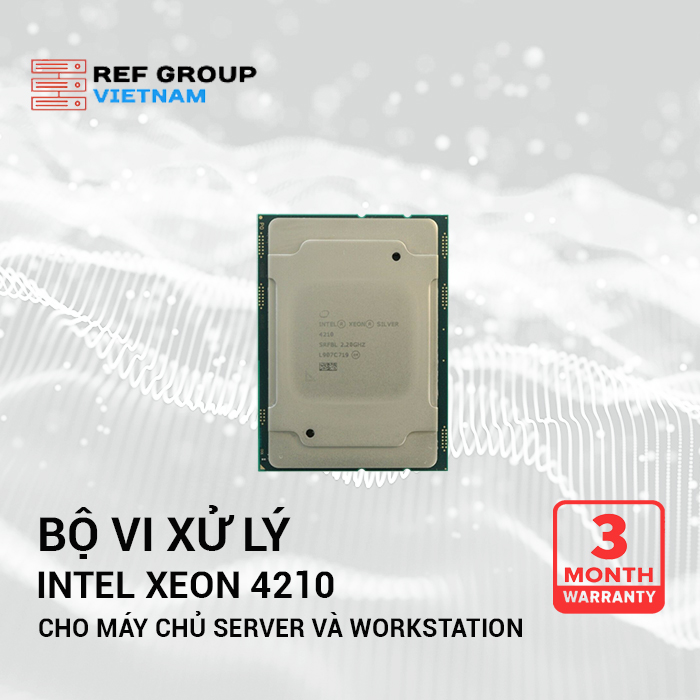 REF GROUP
VIETNAM
INTEL® XEON® SILVER
4210
SRFBL 2.20GHZ
BỘ VI XỬ LÝ
INTEL XEON 4210
CHO MÁY CHỦ SERVER VÀ WORKSTATION
3
MONTH
WARRANTY